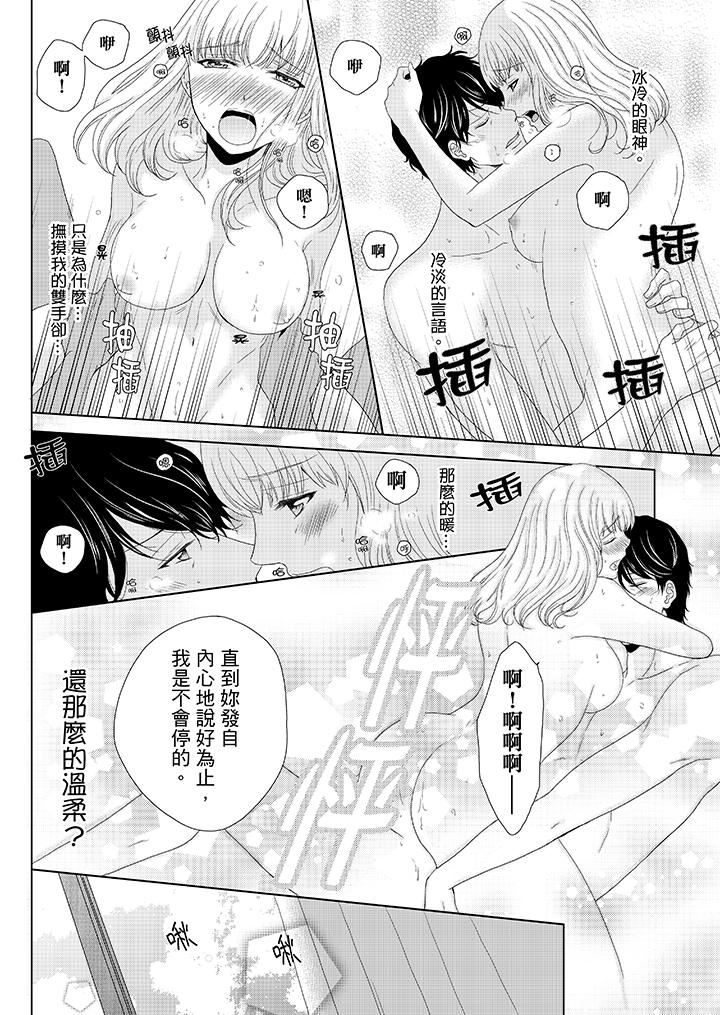 冰冷的眼神。
啊
插
插
咿
啊
冷淡的言語。
咿
啊！
顫抖
顫抖
嗯！
只是為什麼…
撫摸我的雙手卻…
抽
插
抽
插
那麼的暖…
插
啊
嗯
啊！
插
啊！啊啊啊──
怦
怦
直到妳發自
內心地說好為止，
我是不會停的。
還那麼的溫柔？
啾
啾